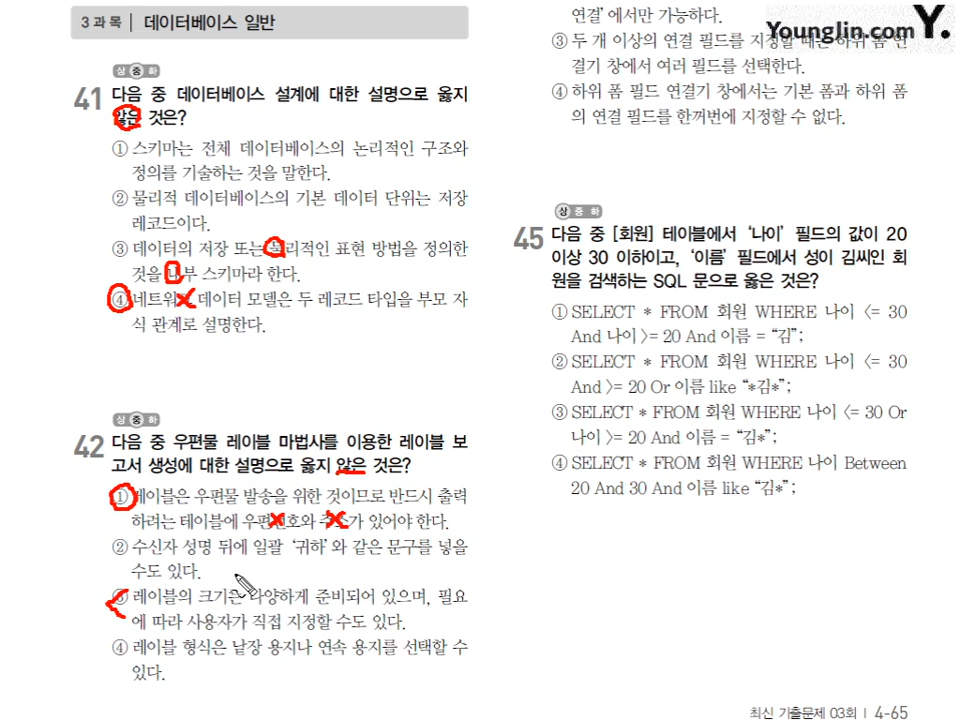 3과목 | 데이터베이스 일반
상 중 하
41 다음 중 데이터베이스 설계에 대한 설명으로 옳지
않은 것은?
① 스키마는 전체 데이터베이스의 논리적인 구조와
정의를 기술하는 것을 말한다.
② 물리적 데이터베이스의 기본 데이터 단위는 저장
레코드이다.
③ 데이터의 저장 또는 물리적인 표현 방법을 정의한
것을 내부 스키마라 한다.
④ 네트워크 데이터 모델은 두 레코드 타입을 부모 자
식 관계로 설명한다.
상 중 하
42 다음 중 우편물 레이블 마법사를 이용한 레이블 보
고서 생성에 대한 설명으로 옳지 않은 것은?
① 레이블은 우편물 발송을 위한 것이므로 반드시 출력
하려는 테이블에 우편번호와 주소가 있어야 한다.
② 수신자 성명 뒤에 일괄 ‘귀하’와 같은 문구를 넣을
수도 있다.
③ 레이블의 크기는 다양하게 준비되어 있으며, 필요
에 따라 사용자가 직접 지정할 수도 있다.
④ 레이블 형식은 낱장 용지나 연속 용지를 선택할 수
있다.
연결’에서만 가능하다.
Younglin.com Y.
③ 두 개 이상의 연결 필드를 지정할 때는 하위 폼 연
결기 창에서 여러 필드를 선택한다.
④ 하위 폼 필드 연결기 창에서는 기본 폼과 하위 폼
의 연결 필드를 한꺼번에 지정할 수 없다.
상 중 하
45 다음 중 [회원] 테이블에서 ‘나이’ 필드의 값이 20
이상 30 이하이고, ‘이름’ 필드에서 성이 김씨인 회
원을 검색하는 SQL 문으로 옳은 것은?
① SELECT * FROM 회원 WHERE 나이 <= 30
And 나이 >= 20 And 이름 = “김”;
② SELECT * FROM 회원 WHERE 나이 <= 30
And >= 20 Or 이름 like “*김*”;
③ SELECT * FROM 회원 WHERE 나이 <= 30 Or
나이 >= 20 And 이름 = “김*”;
④ SELECT * FROM 회원 WHERE 나이 Between
20 And 30 And 이름 like “김*”;
최신 기출문제 03회 | 4-65